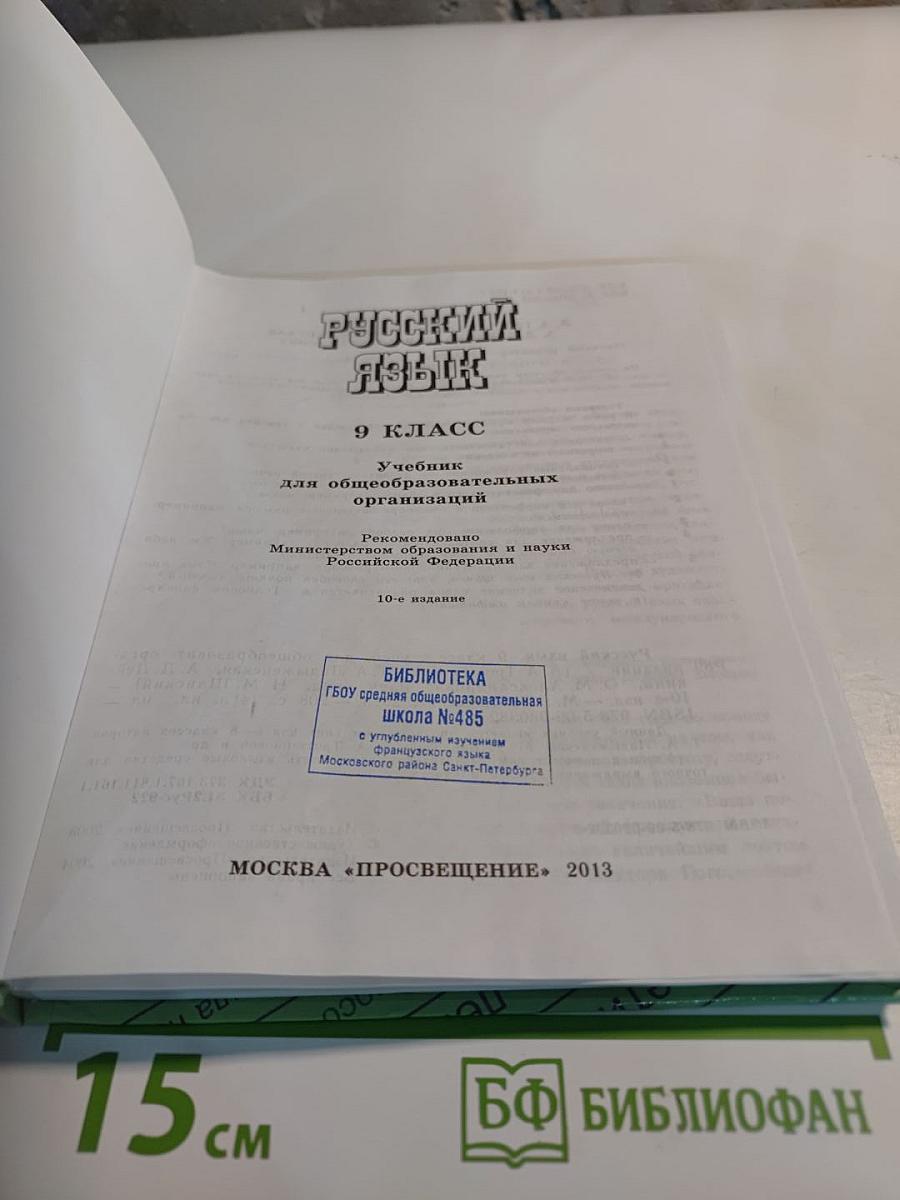 РУССКИЙ
ЯЗЫК
9 КЛАСС
Учебник
для общеобразовательных
организаций
Рекомендовано
Министерством образования и науки
Российской Федерации
10-е издание
БИБЛИОТЕКА
ГБОУ средняя общеобразовательная
школа №485
с углубленным изучением
французского языка
Московского района Санкт-Петербурга
МОСКВА «ПРОСВЕЩЕНИЕ» 2013
15 см
БФ БИБЛИОФАН